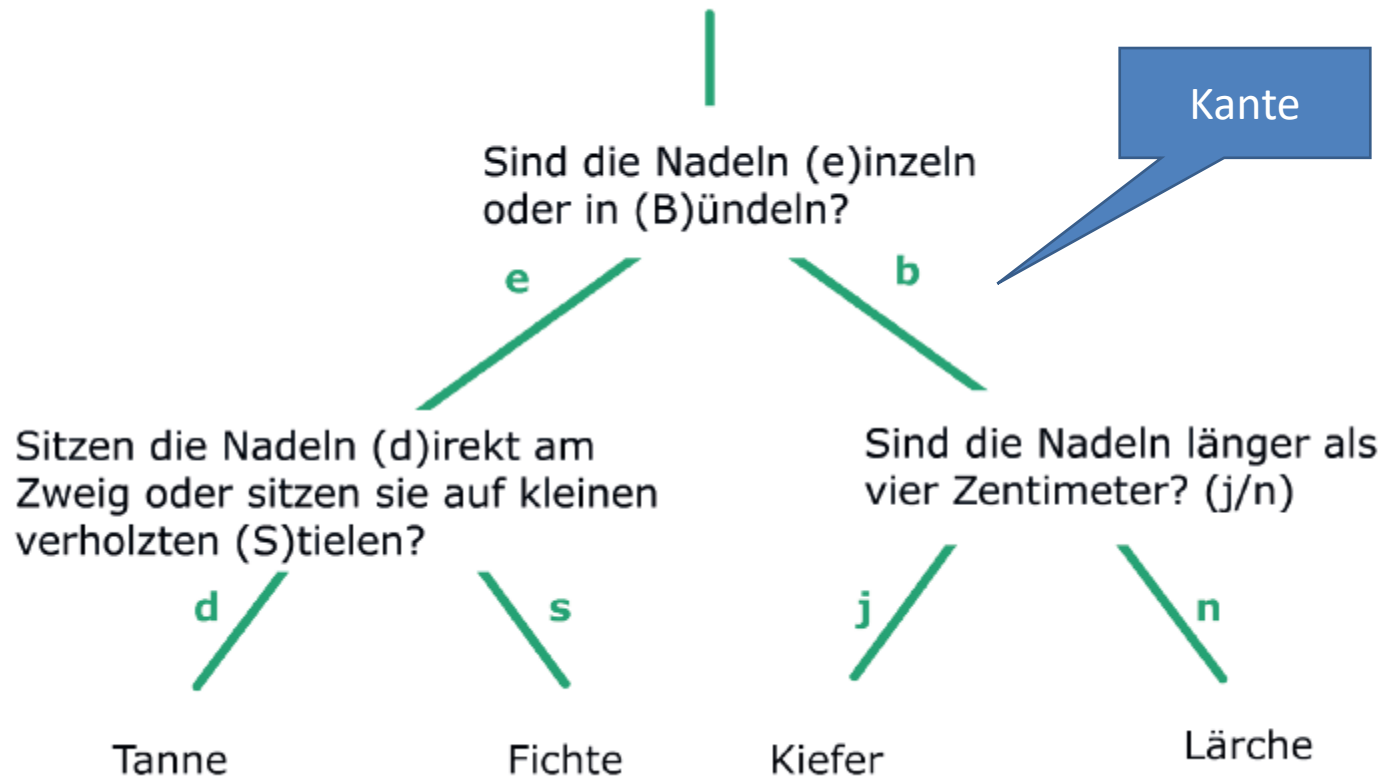 Kante
Sind die Nadeln (e)inzeln
oder in (B)ündeln?
e
b
Sitzen die Nadeln (d)irekt am
Zweig oder sitzen sie auf kleinen
verholzten (S)tielen?
Sind die Nadeln länger als
vier Zentimeter? (j/n)
d
s
j
n
Tanne
Fichte
Kiefer
Lärche